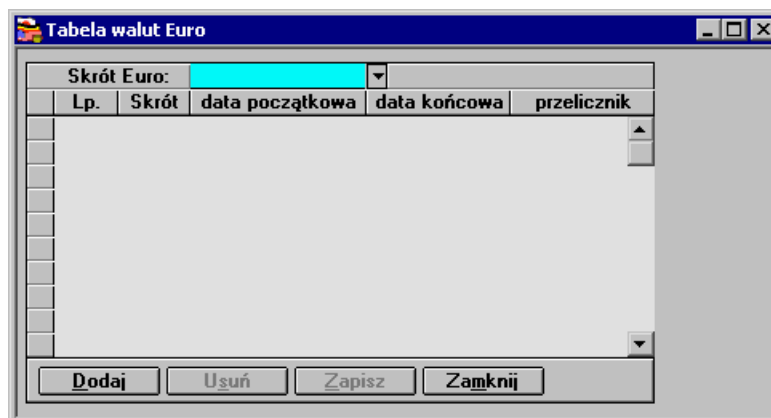 Tabela walut Euro
Skrót Euro:
Lp. Skrót data początkowa data końcowa przelicznik
Dodaj Usuń Zapisz Zamknij